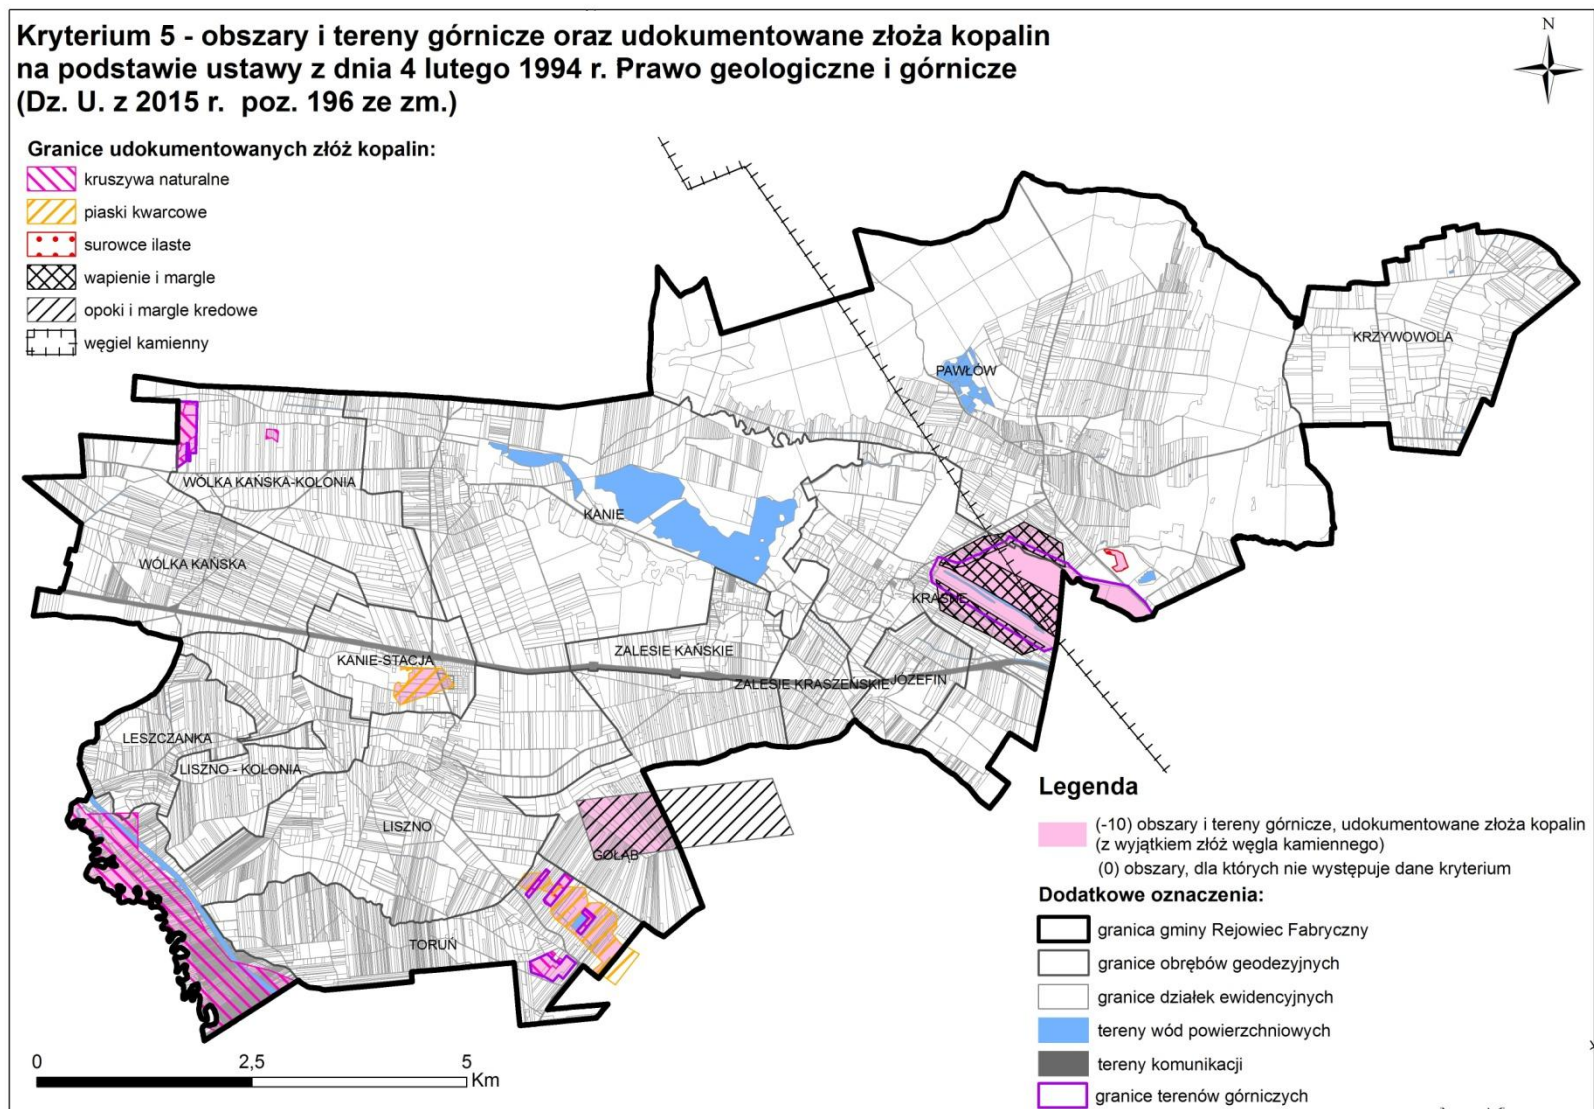 Kryterium 5 - obszary i tereny górnicze oraz udokumentowane złoża kopalin
na podstawie ustawy z dnia 4 lutego 1994 r. Prawo geologiczne i górnicze
(Dz. U. z 2015 r. poz. 196 ze zm.)
N
Granice udokumentowanych złóż kopalin:
kruszywa naturalne
piaski kwarcowe
surowce ilaste
wapienie i margle
opoki i margle kredowe
węgiel kamienny
KRZYWOWOLA
PAWŁÓW
WÓLKA KAŃSKA-KOLONIA
KANIE
WÓLKA KAŃSKA
KRASNE
ZALESIE KAŃSKIE
KANIE-STACJA
ZALESIE KRASZEŃSKIE
JÓZEFIN
LESZCZANKA
LISZNO - KOLONIA
LISZNO
GOŁĄB
TORUŃ
Legenda
(-10) obszary i tereny górnicze, udokumentowane złoża kopalin
(z wyjątkiem złóż węgla kamiennego)
(0) obszary, dla których nie występuje dane kryterium
Dodatkowe oznaczenia:
granica gminy Rejowiec Fabryczny
granice obrębów geodezyjnych
granice działek ewidencyjnych
tereny wód powierzchniowych
tereny komunikacji
granice terenów górniczych
0 2,5 5
Km